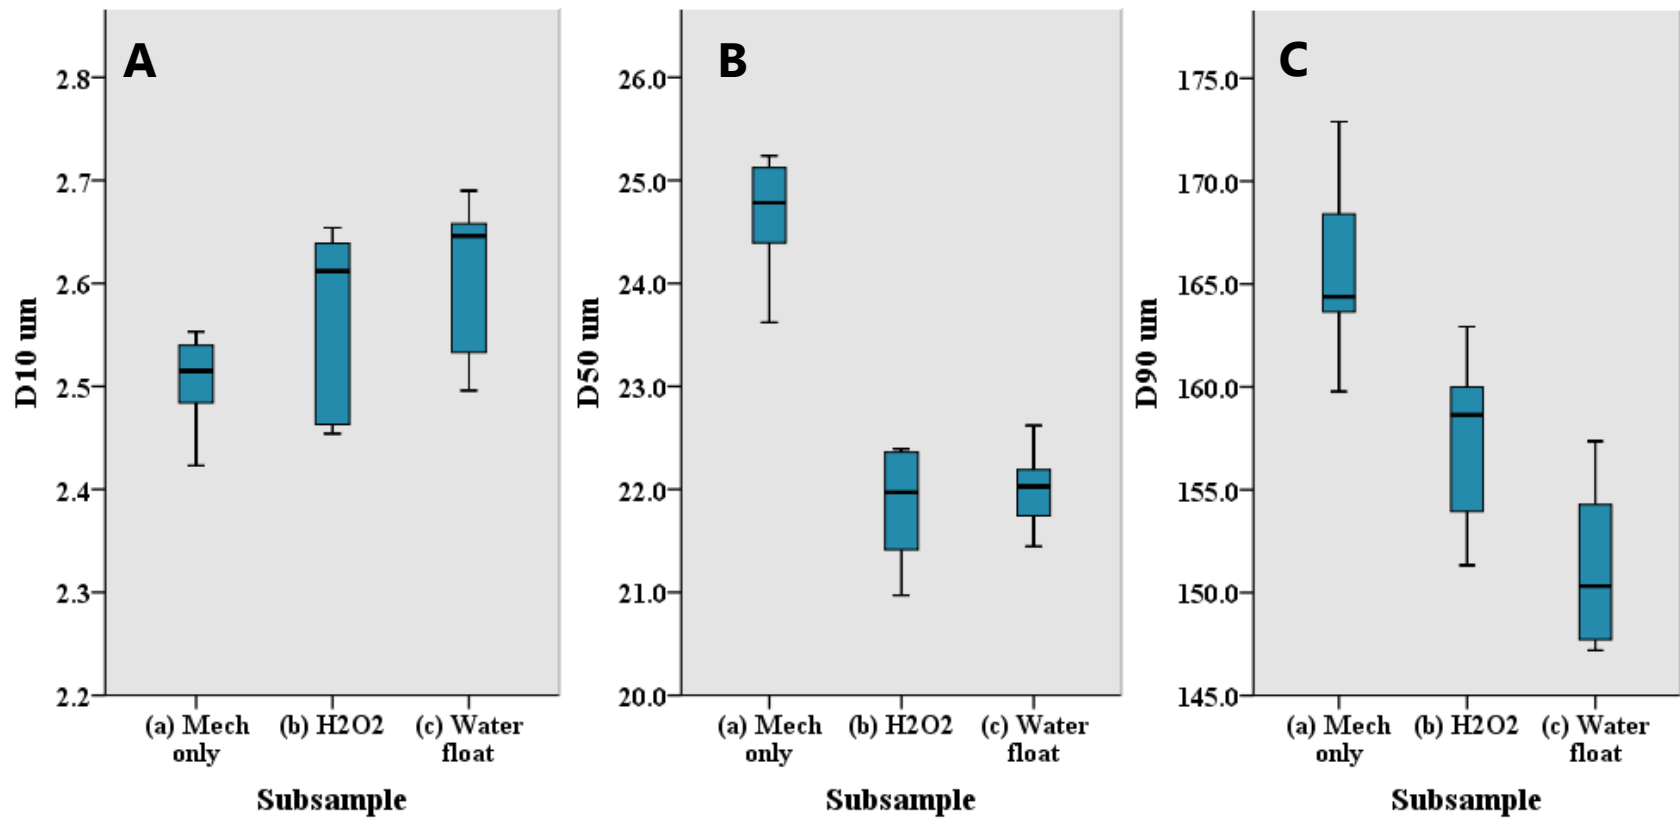 A
D10 um
2.8
2.7
2.6
2.5
2.4
2.3
2.2
(a) Mech only
(b) H2O2
(c) Water float
Subsample
B
D50 um
26.0
25.0
24.0
23.0
22.0
21.0
20.0
(a) Mech only
(b) H2O2
(c) Water float
Subsample
C
D90 um
175.0
170.0
165.0
160.0
155.0
150.0
145.0
(a) Mech only
(b) H2O2
(c) Water float
Subsample